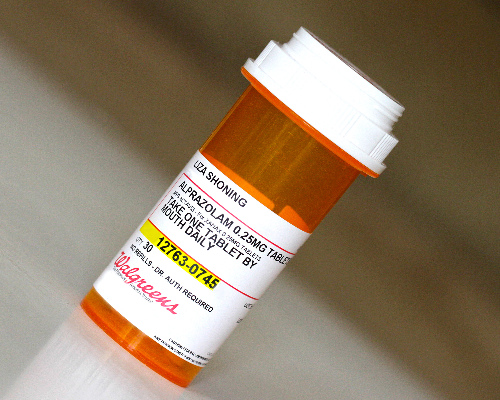 LIZA SHONING
ALPRAZOLAM 0.25MG TABLE
TAKE ONE TABLET BY
MOUTH DAILY
QTY 30 12763-0745
NO REFILLS - DR. AUTH REQUIRED
Walgreens